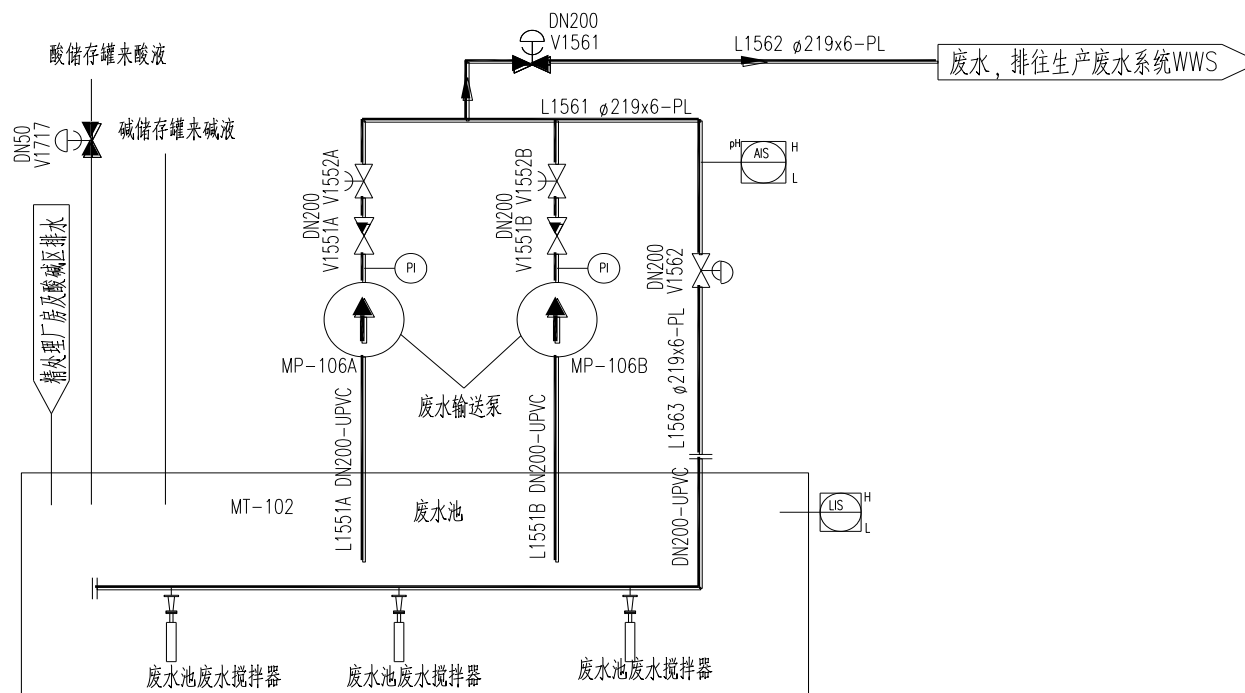 DN200
V1561
酸储存罐来酸液
L1562 φ219x6-PL
废水，排往生产废水系统WWS
L1561 φ219x6-PL
DN50
V1717
碱储存罐来碱液
pH
AIS
H
L
DN200
V1551A V1552A
DN200
V1551B V1552B
精处理厂房及酸碱区排水
PI
PI
DN200
V1562
MP-106A
MP-106B
废水输送泵
L1563 φ219x6-PL
L1551A DN200-UPVC
L1551B DN200-UPVC
DN200-UPVC
MT-102
废水池
LIS
H
L
废水池废水搅拌器
废水池废水搅拌器
废水池废水搅拌器